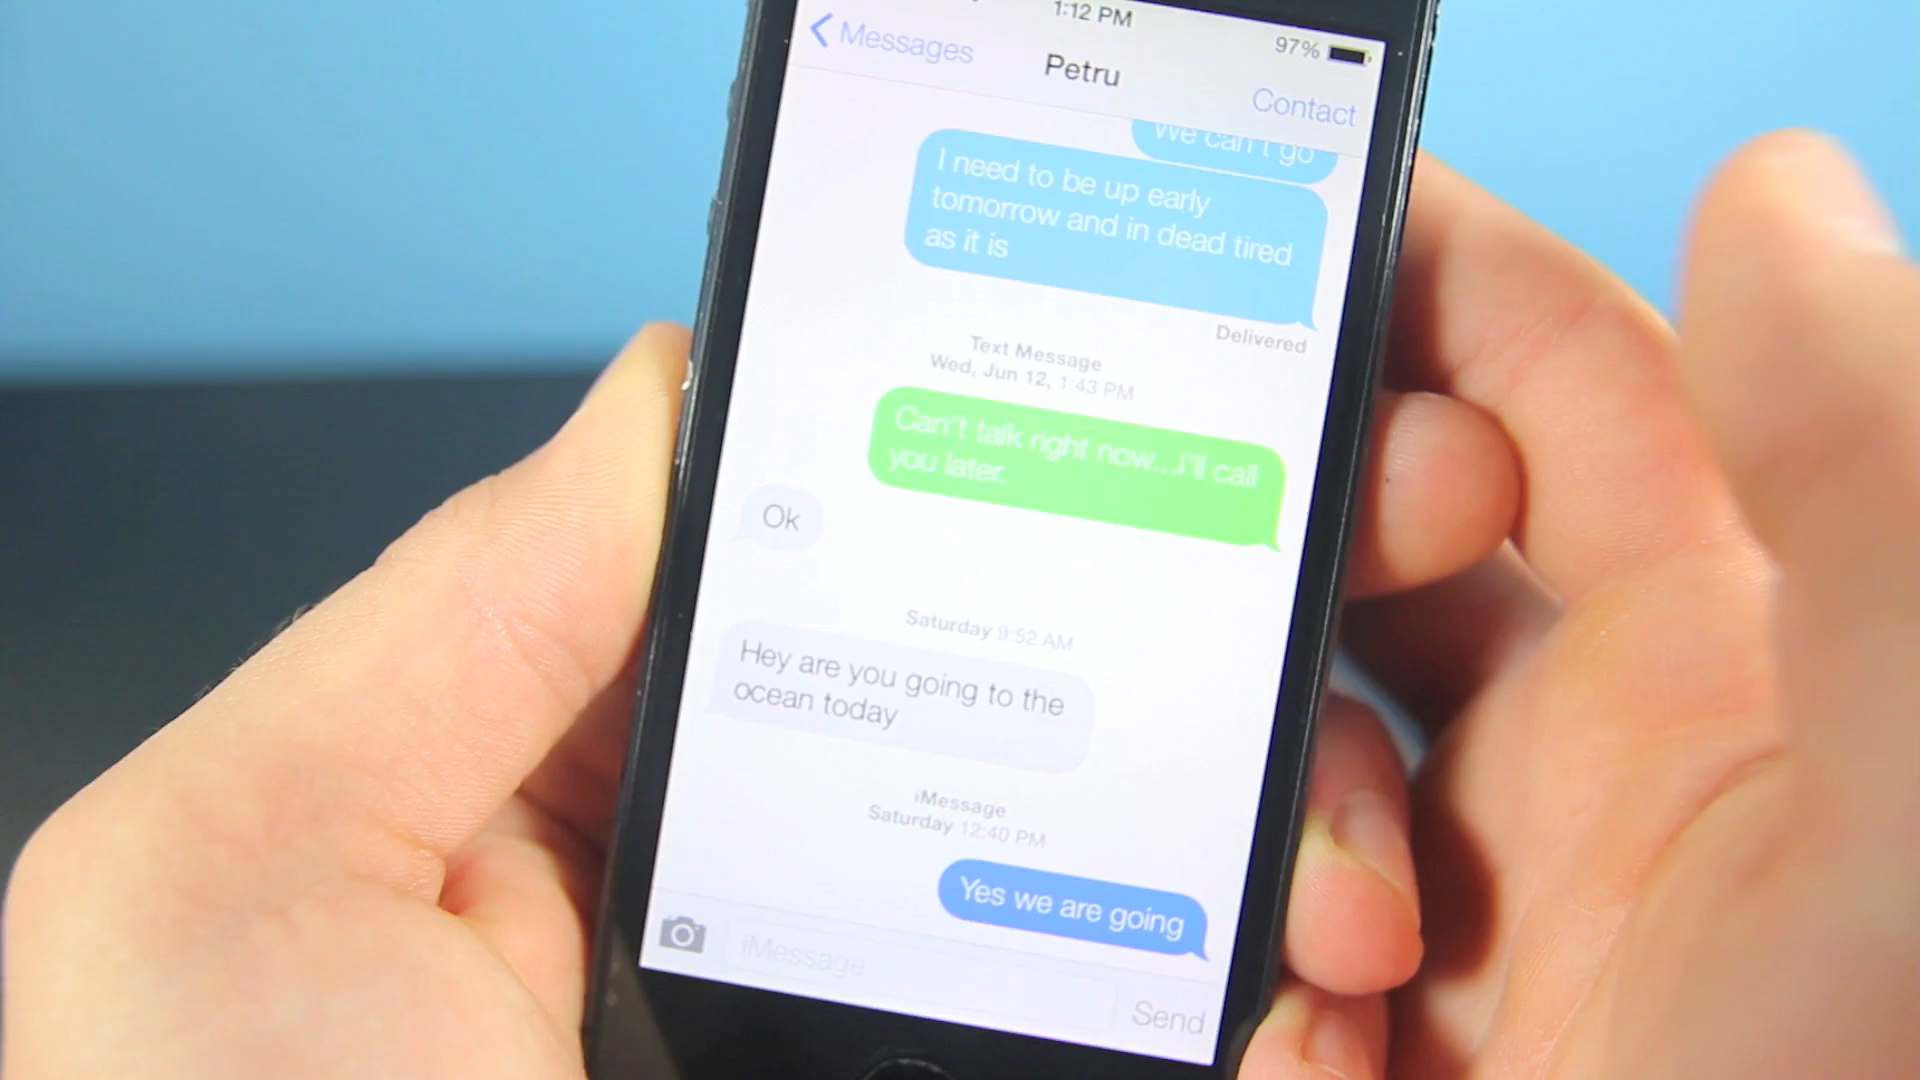 1:12 PM
97%
Messages
Petru
Contact
We can't go
I need to be up early
tomorrow and in dead tired
as it is
Delivered
Text Message
Wed, Jun 12, 1:43 PM
Can't talk right now...I'll call
you later.
Ok
Saturday 9:52 AM
Hey are you going to the
ocean today
iMessage
Saturday 12:40 PM
Yes we are going
iMessage
Send